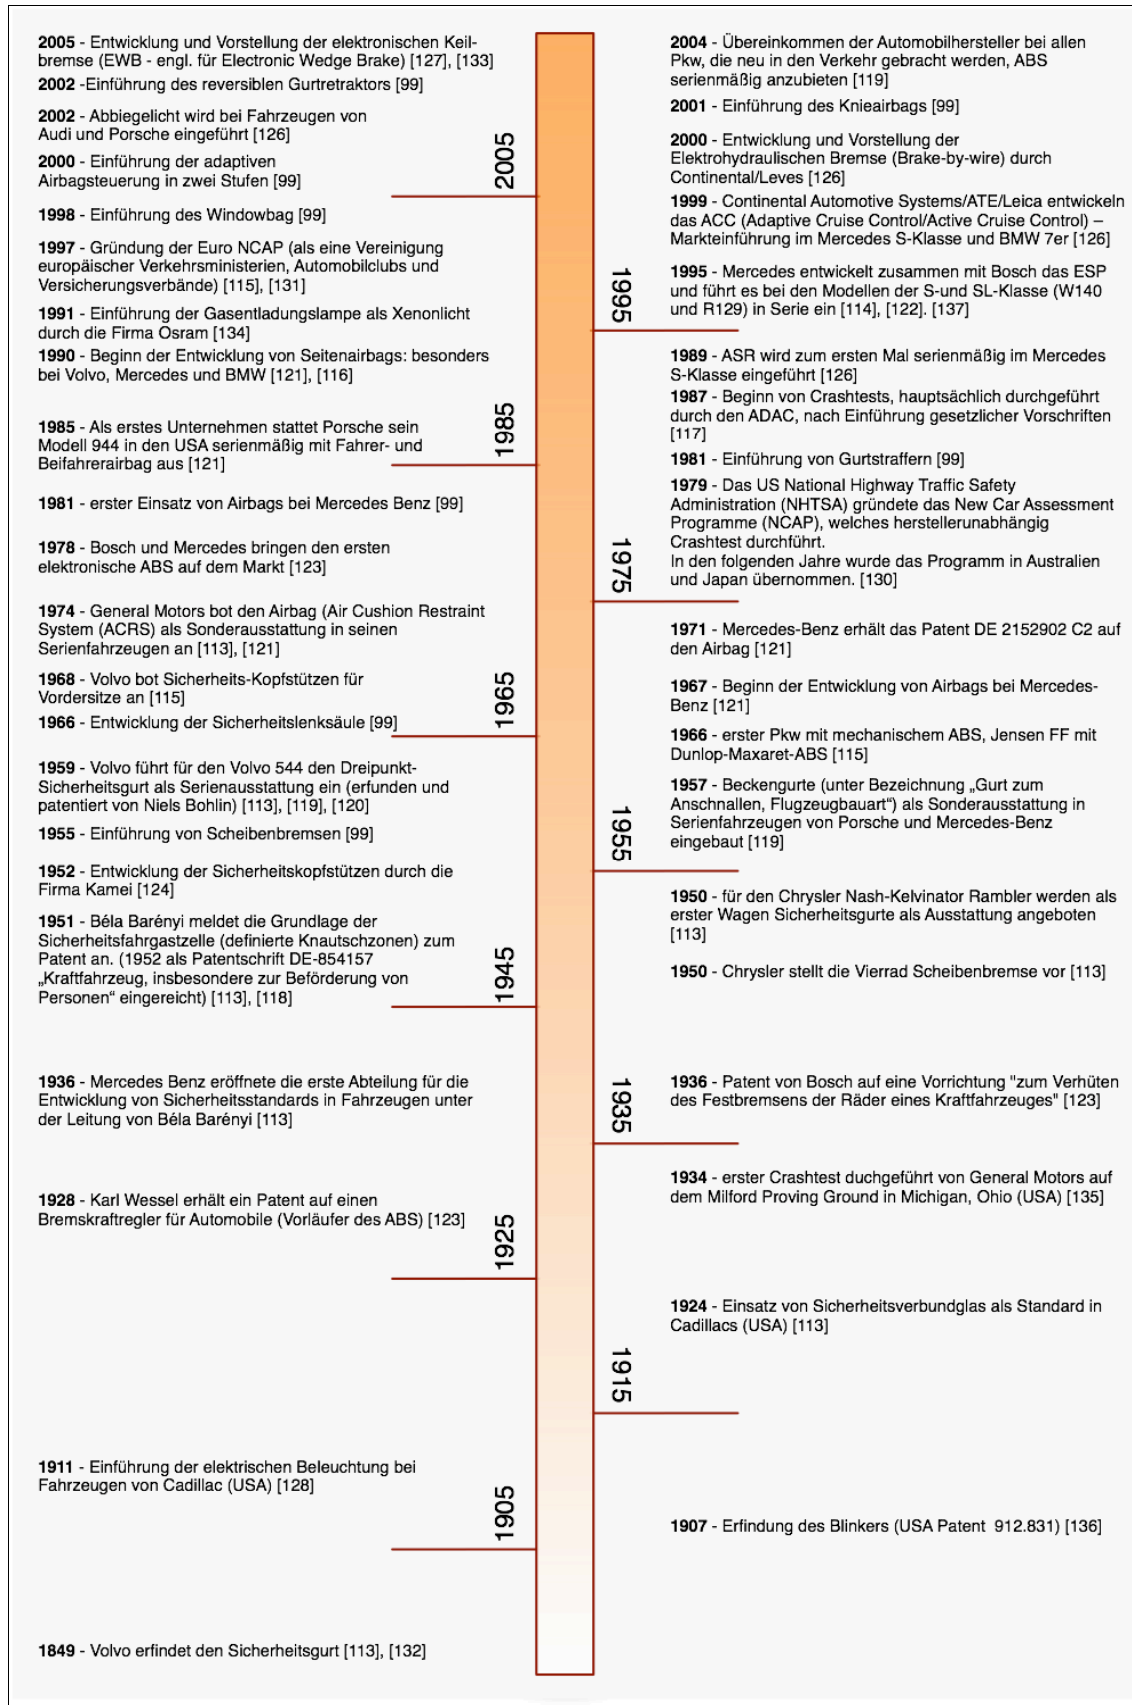 2005 - Entwicklung und Vorstellung der elektronischen Keil-
bremse (EWB - engl. für Electronic Wedge Brake) [127], [133]
2002 -Einführung des reversiblen Gurtretraktors [99]
2002 - Abbiegelicht wird bei Fahrzeugen von
Audi und Porsche eingeführt [126]
2000 - Einführung der adaptiven
Airbagsteuerung in zwei Stufen [99]
1998 - Einführung des Windowbag [99]
1997 - Gründung der Euro NCAP (als eine Vereinigung
europäischer Verkehrsministerien, Automobilclubs und
Versicherungsverbände) [115], [131]
1991 - Einführung der Gasentladungslampe als Xenonlicht
durch die Firma Osram [134]
1990 - Beginn der Entwicklung von Seitenairbags: besonders
bei Volvo, Mercedes und BMW [121], [116]
1985 - Als erstes Unternehmen stattet Porsche sein
Modell 944 in den USA serienmäßig mit Fahrer- und
Beifahrerairbag aus [121]
1981 - erster Einsatz von Airbags bei Mercedes Benz [99]
1978 - Bosch und Mercedes bringen den ersten
elektronische ABS auf dem Markt [123]
1974 - General Motors bot den Airbag (Air Cushion Restraint
System (ACRS) als Sonderausstattung in seinen
Serienfahrzeugen an [113], [121]
1968 - Volvo bot Sicherheits-Kopfstützen für
Vordersitze an [115]
1966 - Entwicklung der Sicherheitslenksäule [99]
1959 - Volvo führt für den Volvo 544 den Dreipunkt-
Sicherheitsgurt als Serienausstattung ein (erfunden und
patentiert von Niels Bohlin) [113], [119], [120]
1955 - Einführung von Scheibenbremsen [99]
1952 - Entwicklung der Sicherheitskopfstützen durch die
Firma Kamei [124]
1951 - Béla Barényi meldet die Grundlage der
Sicherheitsfahrgastzelle (definierte Knautschzonen) zum
Patent an. (1952 als Patentschrift DE-854157
„Kraftfahrzeug, insbesondere zur Beförderung von
Personen“ eingereicht) [113], [118]
1936 - Mercedes Benz eröffnete die erste Abteilung für die
Entwicklung von Sicherheitsstandards in Fahrzeugen unter
der Leitung von Béla Barényi [113]
1928 - Karl Wessel erhält ein Patent auf einen
Bremskraftregler für Automobile (Vorläufer des ABS) [123]
1911 - Einführung der elektrischen Beleuchtung bei
Fahrzeugen von Cadillac (USA) [128]
1849 - Volvo erfindet den Sicherheitsgurt [113], [132]
2005
1995
1985
1975
1965
1955
1945
1935
1925
1915
1905
2004 - Übereinkommen der Automobilhersteller bei allen
Pkw, die neu in den Verkehr gebracht werden, ABS
serienmäßig anzubieten [119]
2001 - Einführung des Knieairbags [99]
2000 - Entwicklung und Vorstellung der
Elektrohydraulischen Bremse (Brake-by-wire) durch
Continental/Leves [126]
1999 - Continental Automotive Systems/ATE/Leica entwickeln
das ACC (Adaptive Cruise Control/Active Cruise Control) –
Markteinführung im Mercedes S-Klasse und BMW 7er [126]
1995 - Mercedes entwickelt zusammen mit Bosch das ESP
und führt es bei den Modellen der S-und SL-Klasse (W140
und R129) in Serie ein [114], [122]. [137]
1989 - ASR wird zum ersten Mal serienmäßig im Mercedes
S-Klasse eingeführt [126]
1987 - Beginn von Crashtests, hauptsächlich durchgeführt
durch den ADAC, nach Einführung gesetzlicher Vorschriften
[117]
1981 - Einführung von Gurtstraffern [99]
1979 - Das US National Highway Traffic Safety
Administration (NHTSA) gründete das New Car Assessment
Programme (NCAP), welches herstellerunabhängig
Crashtest durchführt.
In den folgenden Jahre wurde das Programm in Australien
und Japan übernommen. [130]
1971 - Mercedes-Benz erhält das Patent DE 2152902 C2 auf
den Airbag [121]
1967 - Beginn der Entwicklung von Airbags bei Mercedes-
Benz [121]
1966 - erster Pkw mit mechanischem ABS, Jensen FF mit
Dunlop-Maxaret-ABS [115]
1957 - Beckengurte (unter Bezeichnung „Gurt zum
Anschnallen, Flugzeugbauart“) als Sonderausstattung in
Serienfahrzeugen von Porsche und Mercedes-Benz
eingebaut [119]
1950 - für den Chrysler Nash-Kelvinator Rambler werden als
erster Wagen Sicherheitsgurte als Ausstattung angeboten
[113]
1950 - Chrysler stellt die Vierrad Scheibenbremse vor [113]
1936 - Patent von Bosch auf eine Vorrichtung "zum Verhüten
des Festbremsens der Räder eines Kraftfahrzeuges" [123]
1934 - erster Crashtest duchgeführt von General Motors auf
dem Milford Proving Ground in Michigan, Ohio (USA) [135]
1924 - Einsatz von Sicherheitsverbundglas als Standard in
Cadillacs (USA) [113]
1907 - Erfindung des Blinkers (USA Patent 912.831) [136]